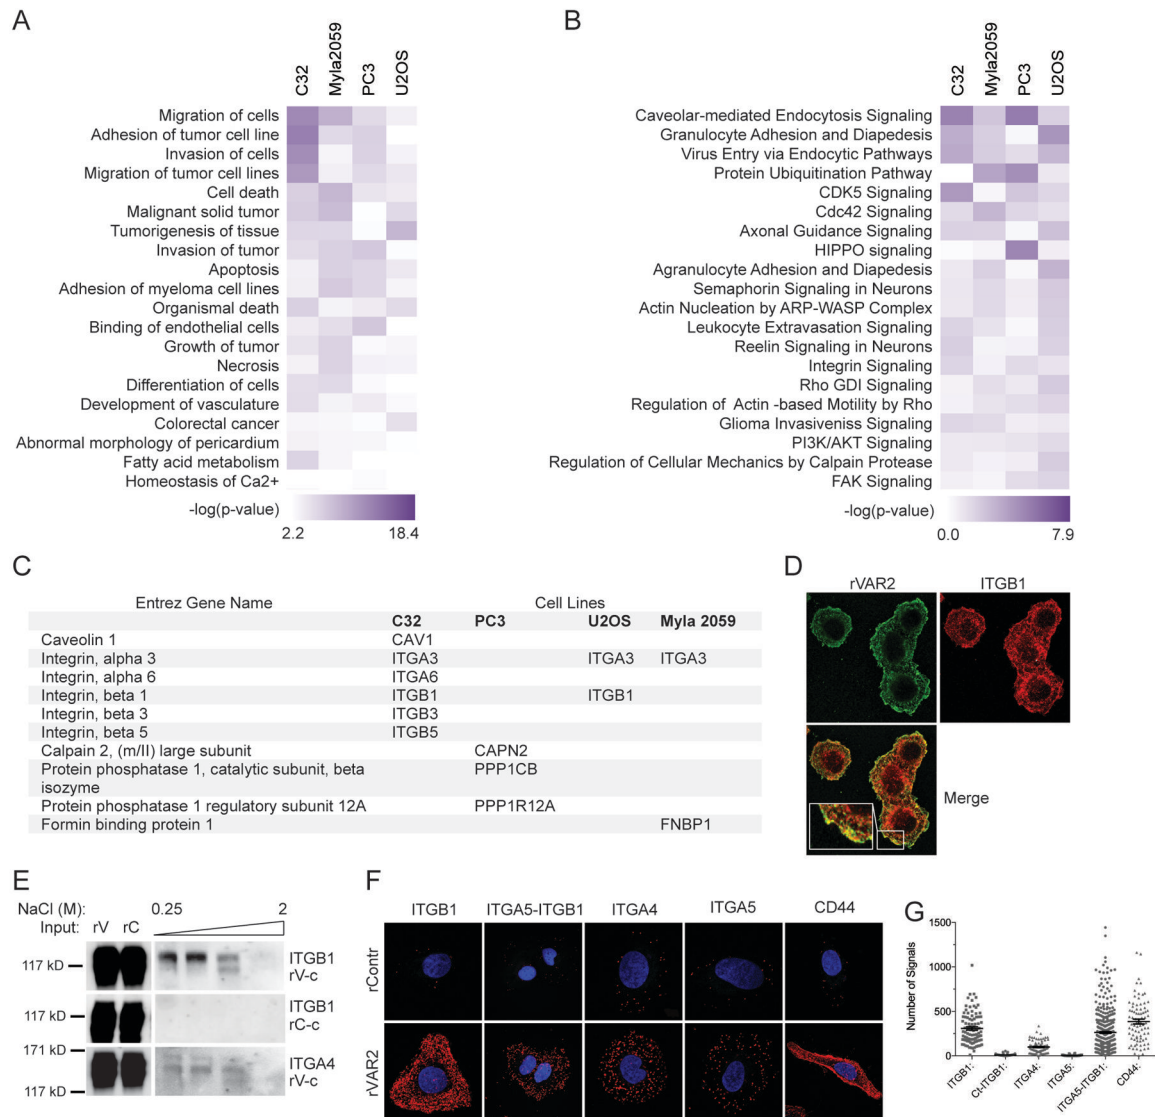 A
C32 Myla2059 PC3 U2OS
Migration of cells
Adhesion of tumor cell line
Invasion of cells
Migration of tumor cell lines
Cell death
Malignant solid tumor
Tumorigenesis of tissue
Invasion of tumor
Apoptosis
Adhesion of myeloma cell lines
Organismal death
Binding of endothelial cells
Growth of tumor
Necrosis
Differentiation of cells
Development of vasculature
Colorectal cancer
Abnormal morphology of pericardium
Fatty acid metabolism
Homeostasis of Ca2+
-log(p-value)
2.2 18.4
B
C32 Myla2059 PC3 U2OS
Caveolar-mediated Endocytosis Signaling
Granulocyte Adhesion and Diapedesis
Virus Entry via Endocytic Pathways
Protein Ubiquitination Pathway
CDK5 Signaling
Cdc42 Signaling
Axonal Guidance Signaling
HIPPO signaling
Agranulocyte Adhesion and Diapedesis
Semaphorin Signaling in Neurons
Actin Nucleation by ARP-WASP Complex
Leukocyte Extravasation Signaling
Reelin Signaling in Neurons
Integrin Signaling
Rho GDI Signaling
Regulation of Actin -based Motility by Rho
Glioma Invasiveniss Signaling
PI3K/AKT Signaling
Regulation of Cellular Mechanics by Calpain Protease
FAK Signaling
-log(p-value)
0.0 7.9
C
Entrez Gene Name Cell Lines
C32 PC3 U2OS Myla 2059
Caveolin 1 CAV1
Integrin, alpha 3 ITGA3 ITGA3 ITGA3
Integrin, alpha 6 ITGA6
Integrin, beta 1 ITGB1 ITGB1
Integrin, beta 3 ITGB3
Integrin, beta 5 ITGB5
Calpain 2, (m/II) large subunit CAPN2
Protein phosphatase 1, catalytic subunit, beta PPP1CB
isozyme
Protein phosphatase 1 regulatory subunit 12A PPP1R12A
Formin binding protein 1 FNBP1
D
rVAR2 ITGB1
Merge
E
NaCl (M): 0.25 2
Input: rV rC
117 kD ITGB1
rV-c
117 kD ITGB1
rC-c
171 kD ITGA4
117 kD rV-c
F
ITGB1 ITGA5-ITGB1 ITGA4 ITGA5 CD44
rContr
rVAR2
G
Number of Signals
1500
1000
500
0
ITGB1: Ct-ITGB1: ITGA4: ITGA5: ITGA5-ITGB1: CD44: